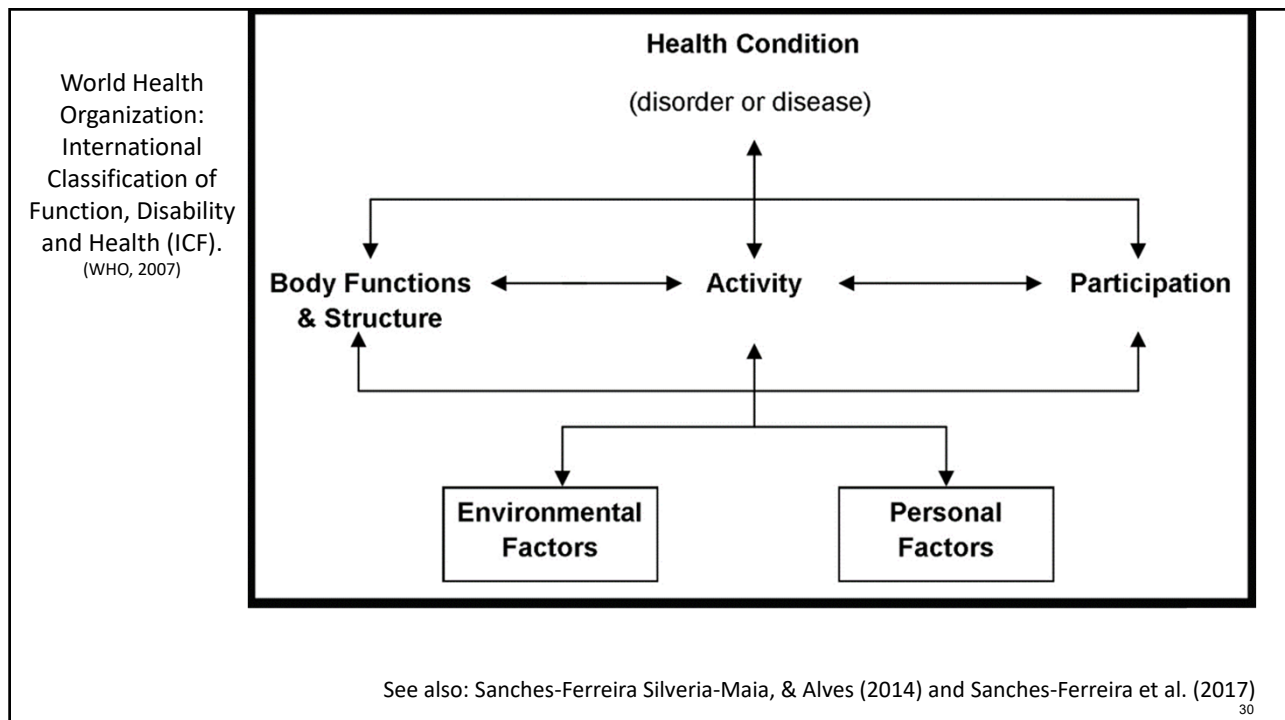 World Health
Organization:
International
Classification of
Function, Disability
and Health (ICF).
(WHO, 2007)
Health Condition
(disorder or disease)
Body Functions
& Structure
Activity
Participation
Environmental
Factors
Personal
Factors
See also: Sanches-Ferreira Silveria-Maia, & Alves (2014) and Sanches-Ferreira et al. (2017)
30